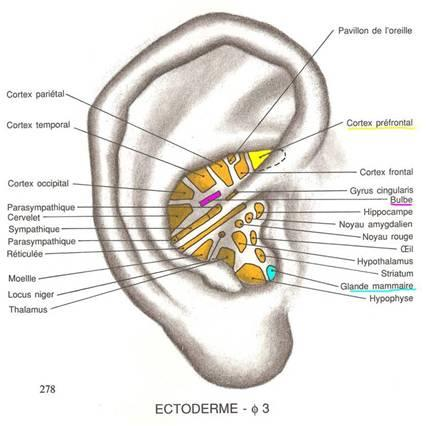 Pavillon de l'oreille
Cortex pariétal
Cortex temporal
Cortex occipital
Parasympathique
Cervelet
Sympathique
Parasympathique
Réticulée
Moellle
Locus niger
Thalamus
Cortex préfrontal
Cortex frontal
Gyrus cingularis
Bulbe
Hippocampe
Noyau amygdalien
Noyau rouge
Œil
Hypothalamus
Striatum
Glande mammaire
Hypophyse
278
ECTODERME - ϕ 3